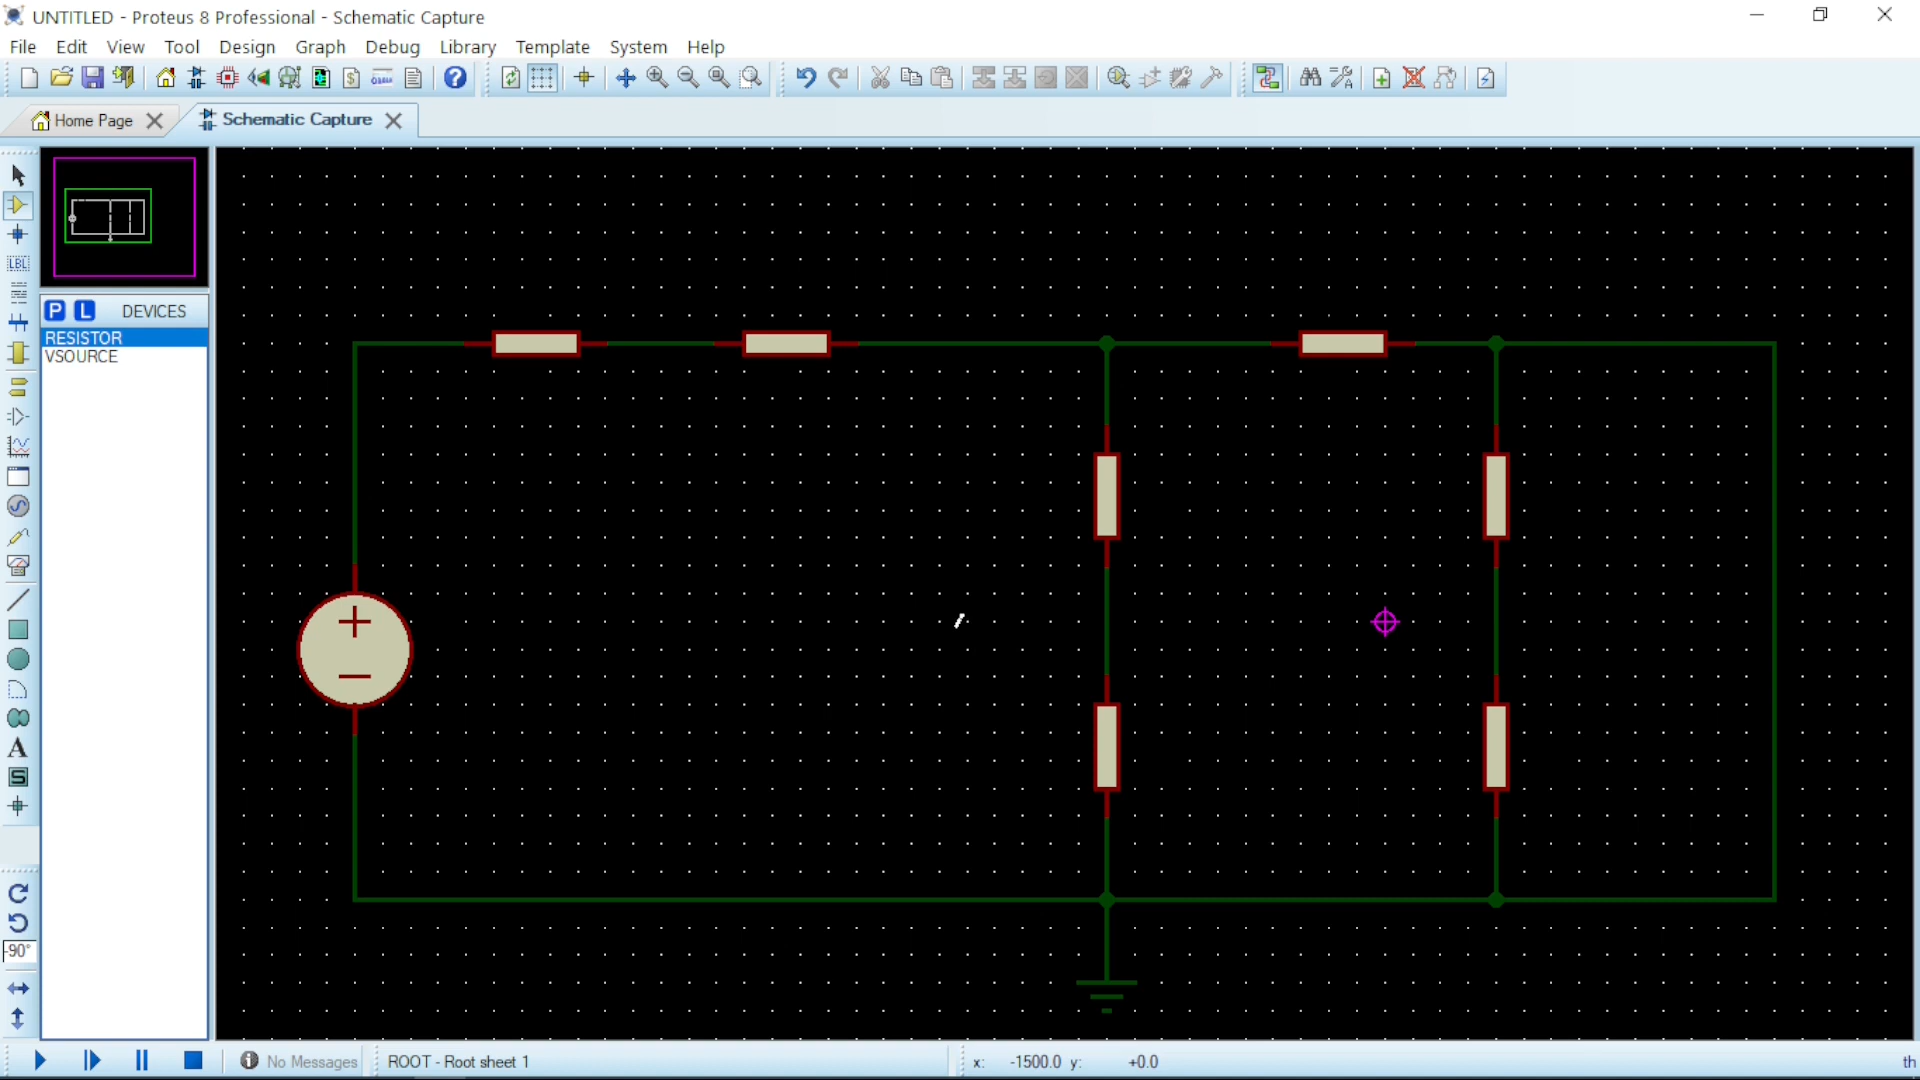 UNTITLED - Proteus 8 Professional - Schematic Capture
File Edit View Tool Design Graph Debug Library Template System Help
Home Page Schematic Capture
LBL
P L DEVICES
RESISTOR
VSOURCE
A
S
-90°
No Messages ROOT - Root sheet 1 x: -1500.0 y: +0.0 th